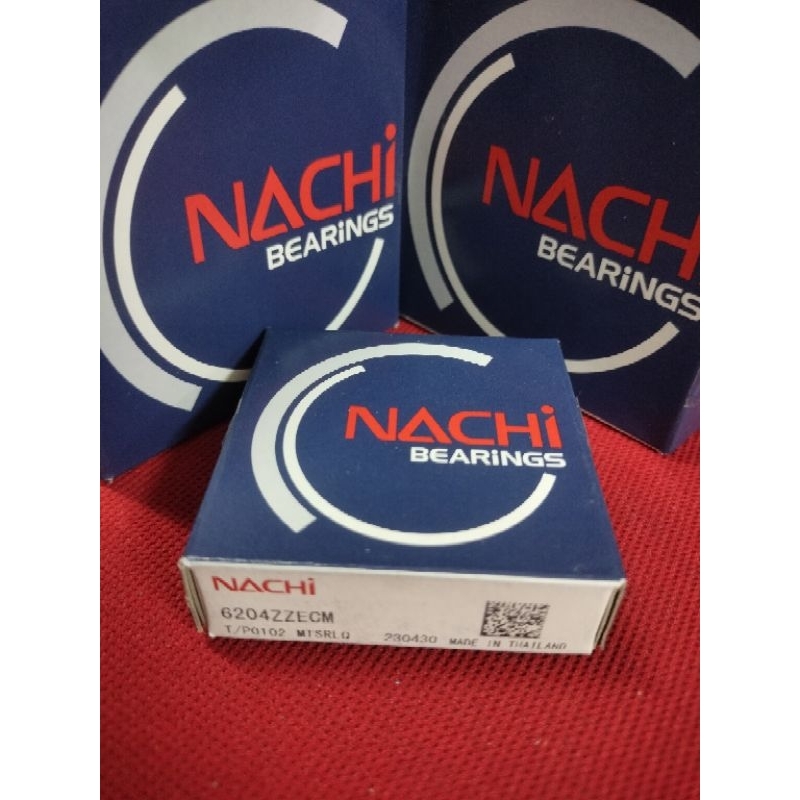 NACHi
BEARiNGS
NACHi
BEARiNGS
NACHi
BEARiNGS
NACHi
6204ZZECM
T/P0102 MTSRLQ 230430 MADE IN THAILAND